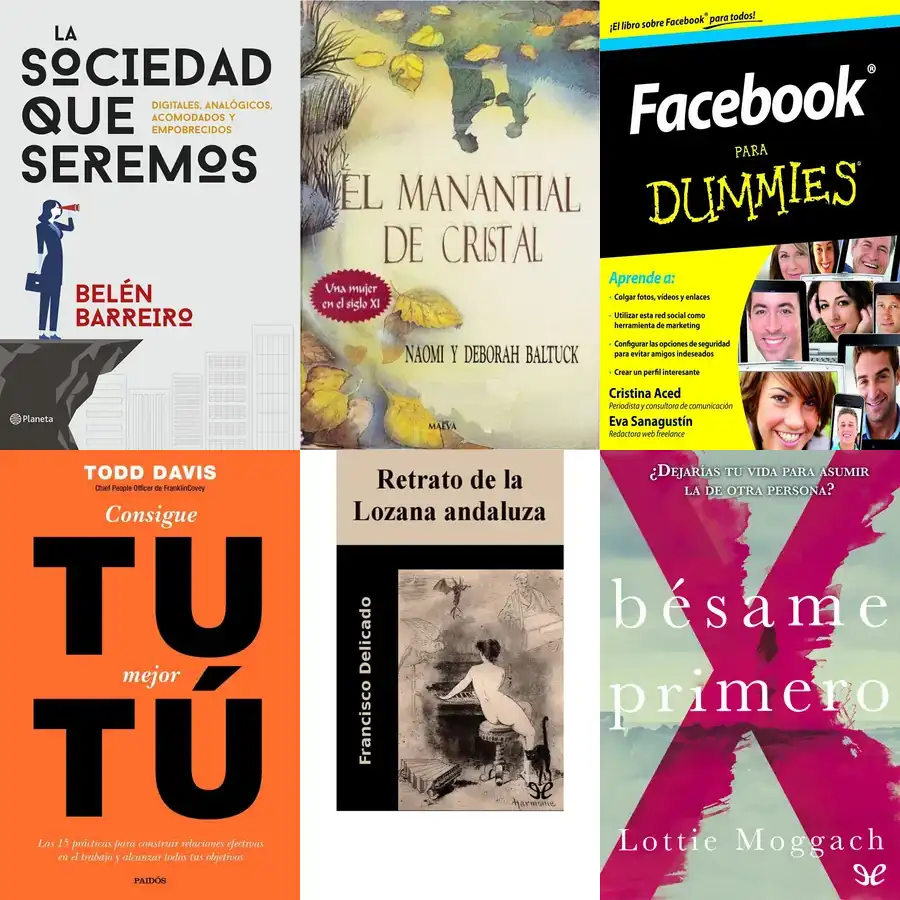 LA
SOCIEDAD
QUE
DIGITALES, ANALÓGICOS,
ACOMODADOS Y
EMPOBRECIDOS
SEREMOS
BELÉN
BARREIRO
Planeta
EL MANANTIAL
DE CRISTAL
Una mujer
en el siglo XI
NAOMI Y DEBORAH BALTUCK
MAEVA
¡El libro sobre Facebook® para todos!
Facebook®
PARA
DUMMIES®
Aprende a:
· Colgar fotos, vídeos y enlaces
· Utilizar esta red social como
herramienta de marketing
· Configurar las opciones de seguridad
para evitar amigos indeseados
· Crear un perfil interesante
Cristina Aced
Periodista y consultora de comunicación
Eva Sanagustín
Redactora web freelance
TODD DAVIS
Chief People Officer de FranklinCovey
Consigue
TU
mejor
TÚ
Las 15 prácticas para construir relaciones efectivas
en el trabajo y alcanzar todos tus objetivos
PAIDÓS
Retrato de la
Lozana andaluza
Francisco Delicado
harmonie
¿DEJARÍAS TU VIDA PARA ASUMIR
LA DE OTRA PERSONA?
bésame
primero
Lottie Moggach